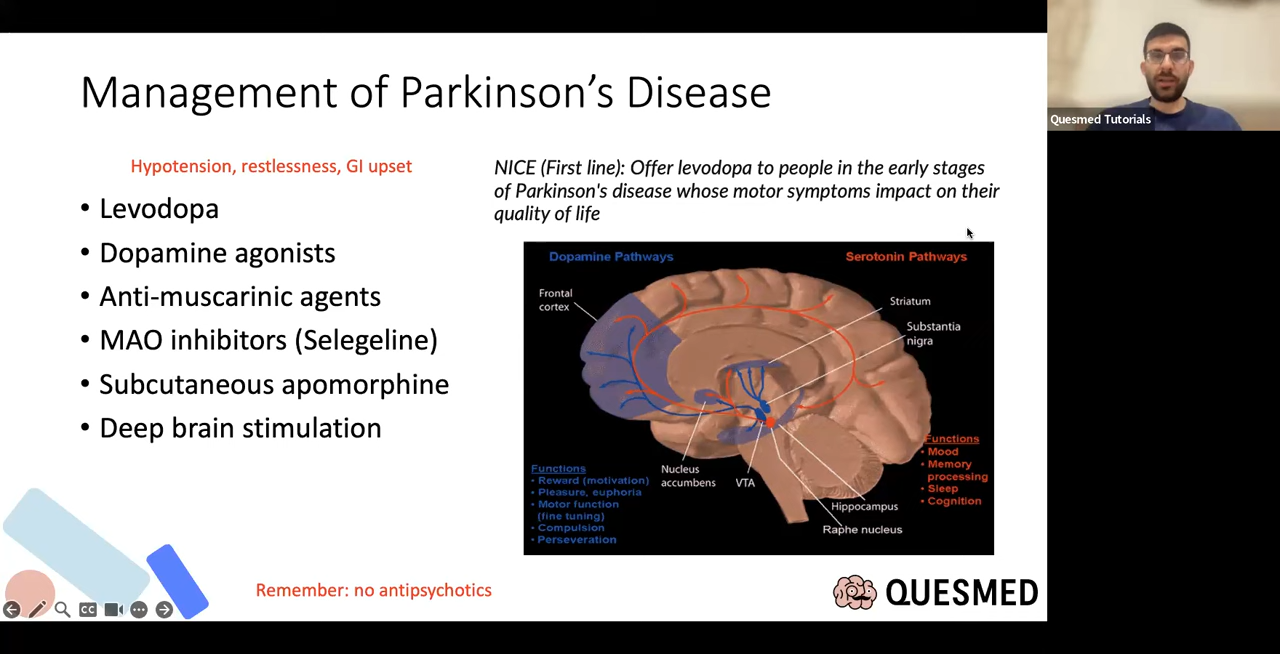 Management of Parkinson's Disease
Hypotension, restlessness, GI upset
• Levodopa
• Dopamine agonists
• Anti-muscarinic agents
• MAO inhibitors (Selegeline)
• Subcutaneous apomorphine
• Deep brain stimulation
NICE (First line): Offer levodopa to people in the early stages
of Parkinson's disease whose motor symptoms impact on their
quality of life
Dopamine Pathways
Serotonin Pathways
Frontal
cortex
Striatum
Substantia
nigra
Functions
• Reward (motivation)
• Pleasure, euphoria
• Motor function
(fine tuning)
• Compulsion
• Perseveration
Nucleus
accumbens
VTA
Hippocampus
Raphe nucleus
Functions
• Mood
• Memory
processing
• Sleep
• Cognition
Remember: no antipsychotics
QUESMED
CC
Quesmed Tutorials